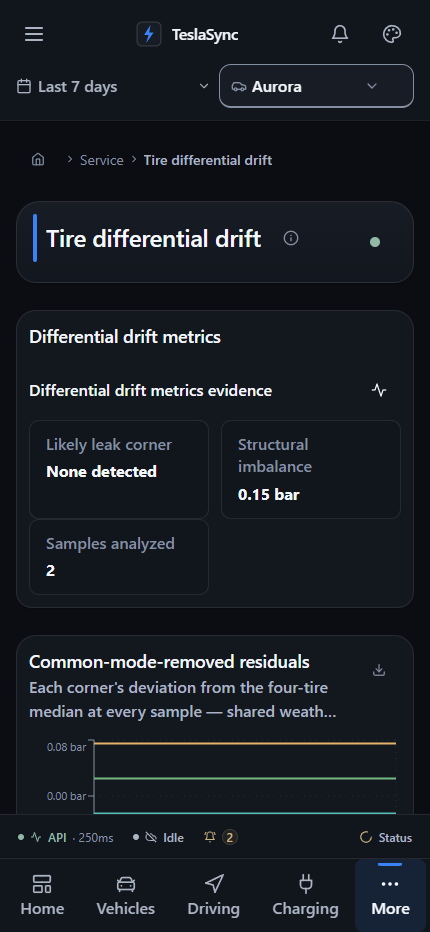 TeslaSync
Last 7 days
Aurora
Service
Tire differential drift
Tire differential drift
Differential drift metrics
Differential drift metrics evidence
Likely leak corner
None detected
Structural
imbalance
0.15 bar
Samples analyzed
2
Common-mode-removed residuals
Each corner's deviation from the four-tire
median at every sample — shared weath...
0.08 bar
0.00 bar
API · 250ms
Idle
2
Status
Home
Vehicles
Driving
Charging
More